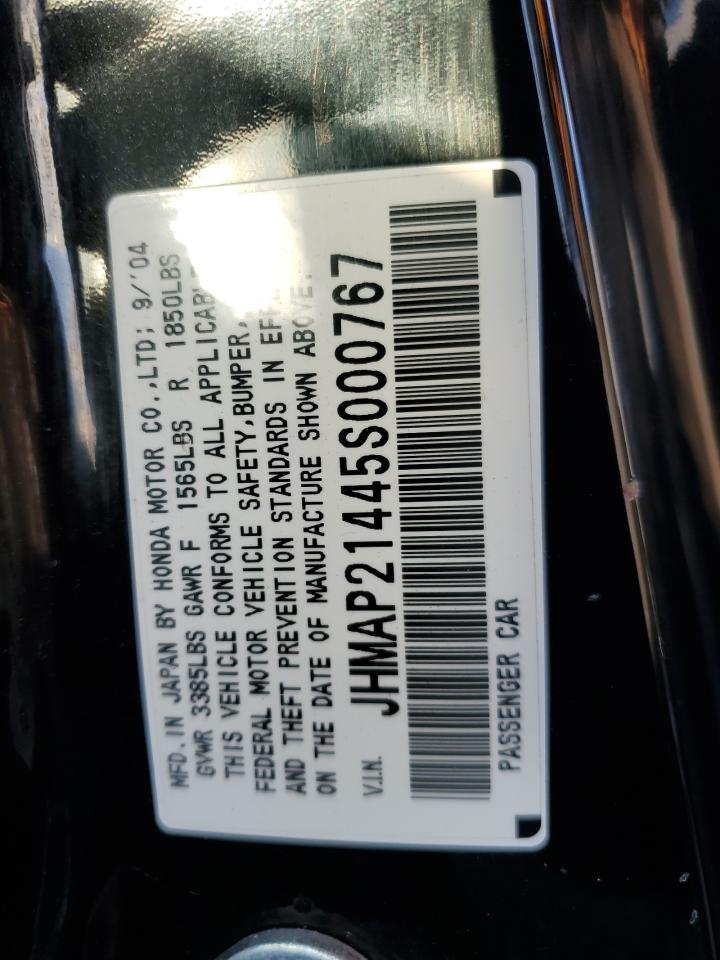 MFD. IN JAPAN BY HONDA MOTOR CO.,LTD; 9/'04
GVWR 3385LBS GAWR F 1565LBS R 1850LBS
THIS VEHICLE CONFORMS TO ALL
FEDERAL MOTOR VEHICLE SAFETY,BUMPER,
AND THEFT PREVENTION STANDARDS IN
ON THE DATE OF MANUFACTURE SHOWN ABOVE.
V.I.N. JHMAP21445S000767
PASSENGER CAR